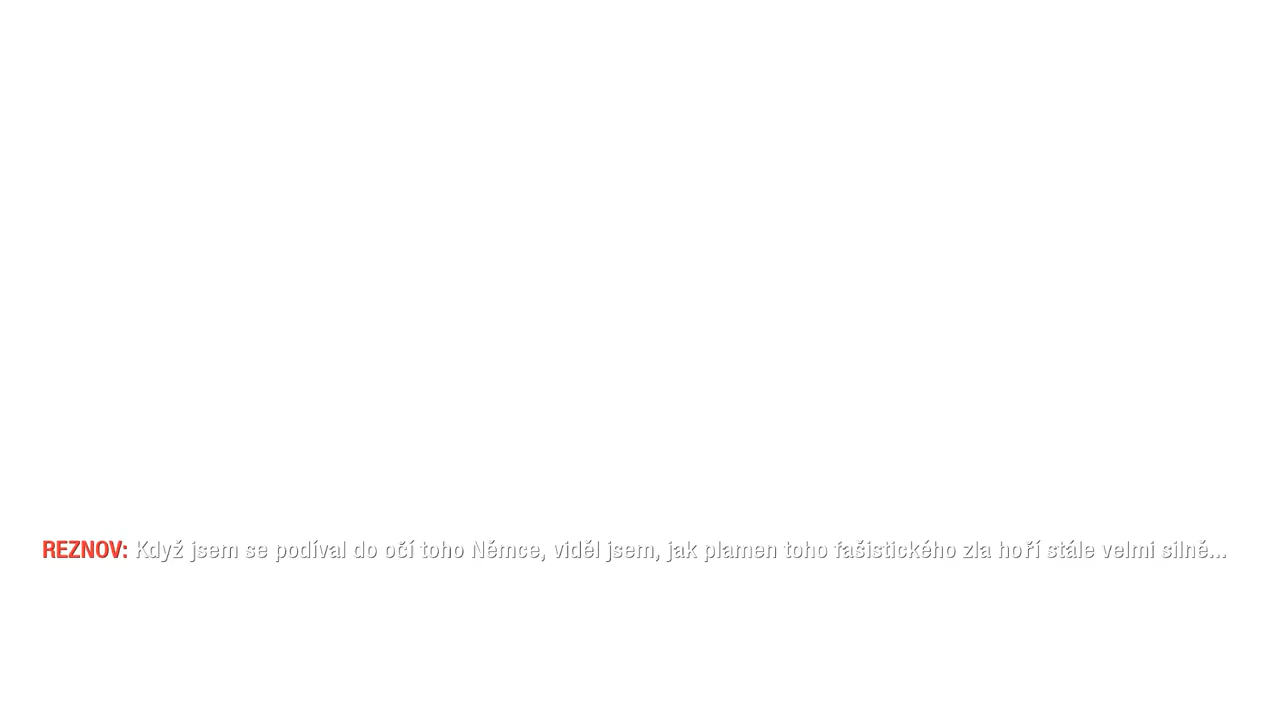 REZNOV: Když jsem se podíval do očí toho Němce, viděl jsem, jak plamen toho fašistického zla hoří stále velmi silně...